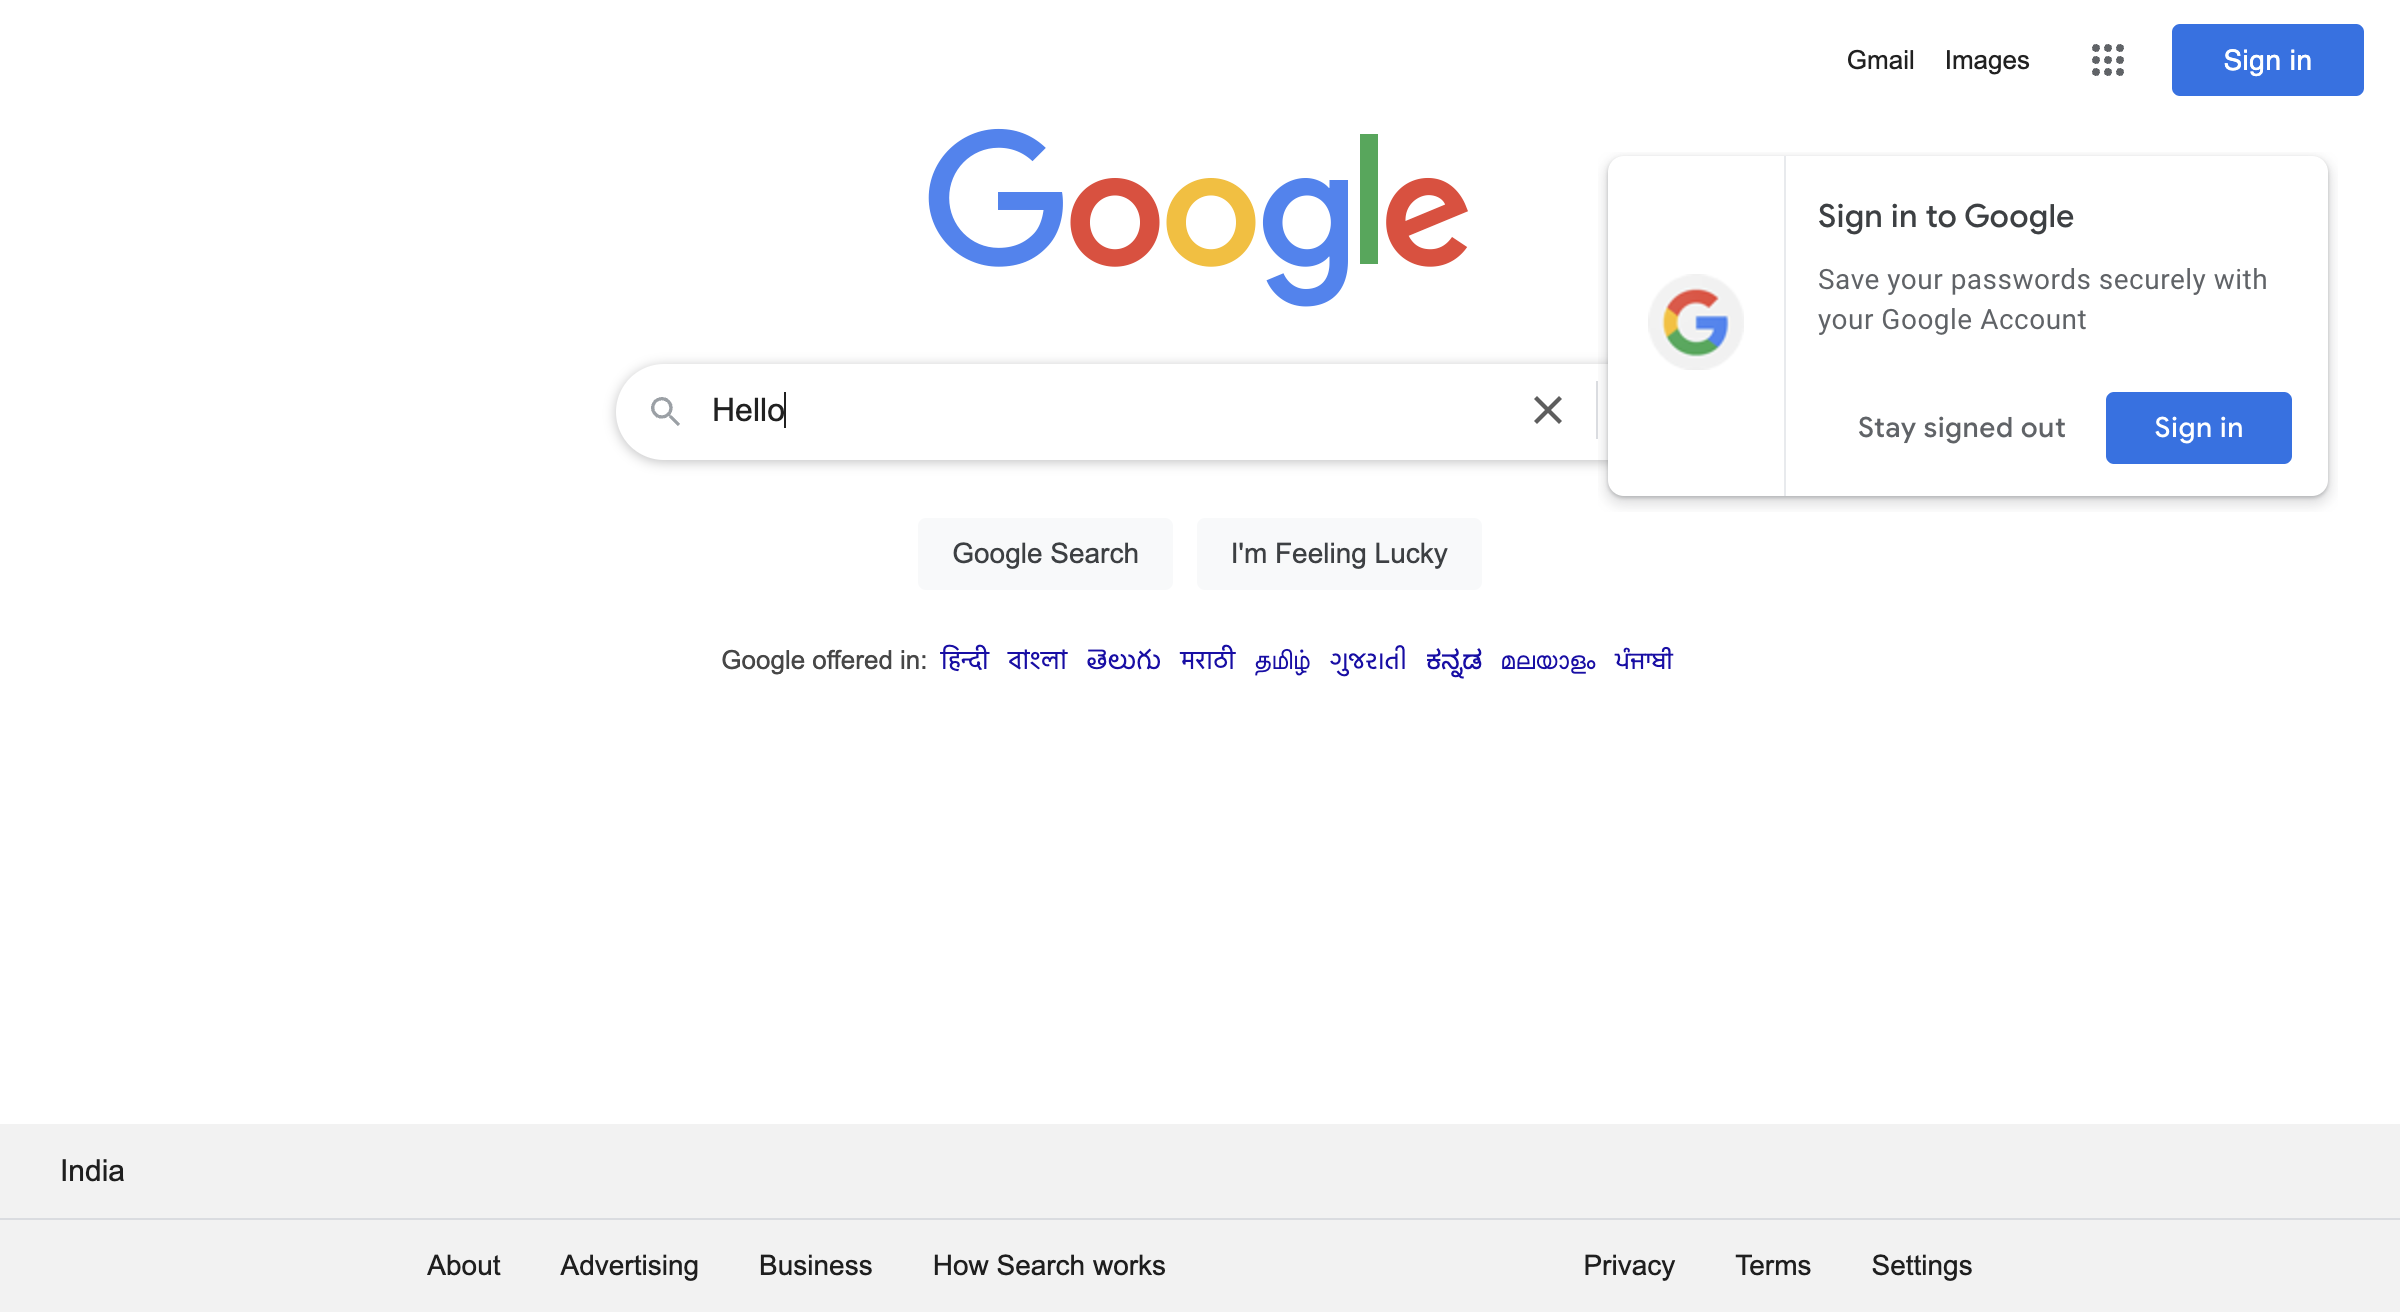 Gmail Images Sign in
Google
Sign in to Google
Save your passwords securely with
your Google Account
Stay signed out Sign in
Hello
Google Search I'm Feeling Lucky
Google offered in: हिन्दी বাংলা తెలుగు मराठी தமிழ் ગુજરાતી ಕನ್ನಡ മലയാളം ਪੰਜਾਬੀ
India
About Advertising Business How Search works Privacy Terms Settings